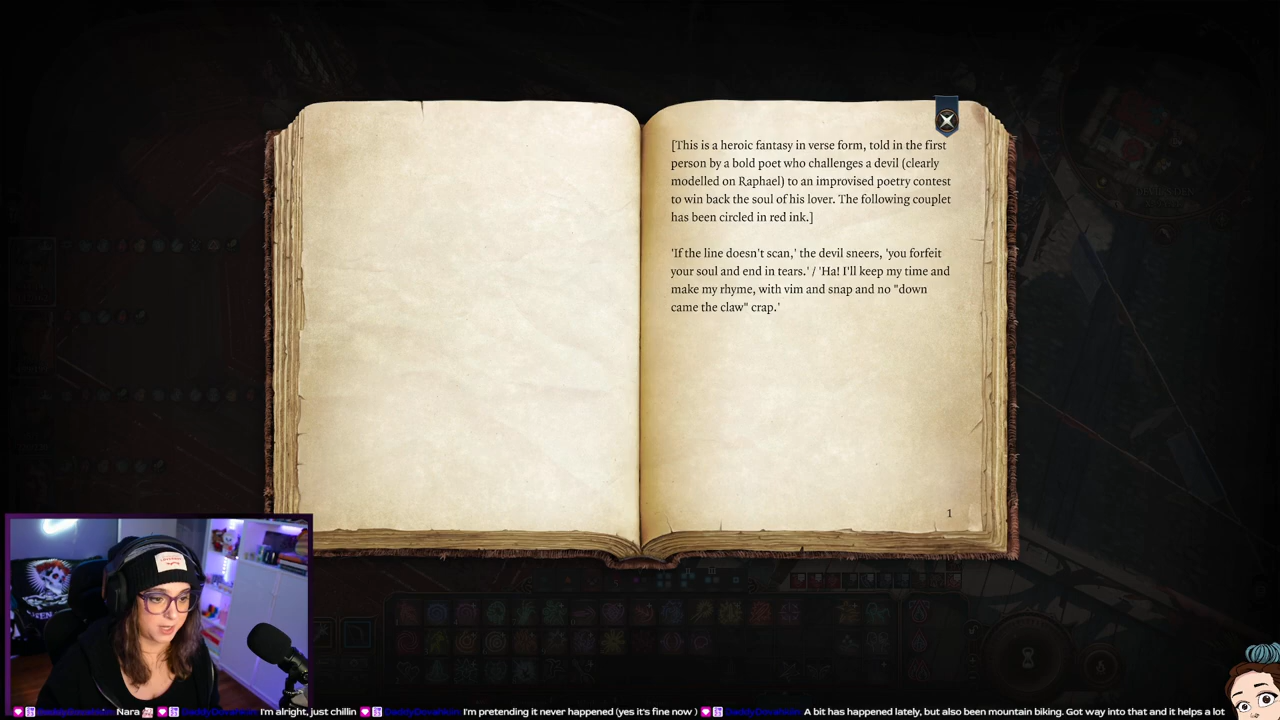 [This is a heroic fantasy in verse form, told in the first
person by a bold poet who challenges a devil (clearly
modelled on Raphael) to an improvised poetry contest
to win back the soul of his lover. The following couplet
has been circled in red ink.]
'If the line doesn't scan,' the devil sneers, 'you forfeit
your soul and end in tears.' / 'Ha! I'll keep my time and
make my rhyme, with vim and snap and no "down
came the claw" crap.'
1
Nara I'm alright, just chillin I'm pretending it never happened (yes it's fine now ) A bit has happened lately, but also been mountain biking. Got way into that and it helps a lot